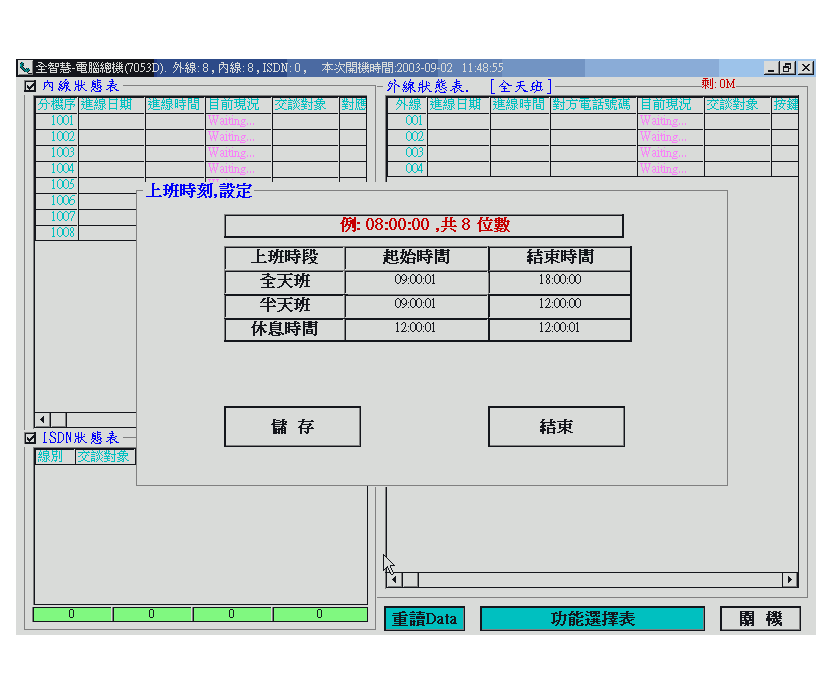 全智慧-電腦總機(7053D). 外線: 8 , 內線: 8 , ISDN: 0 , 本次開機時間:2003-09-02 11:48:55
內線狀態表
分機序 進線日期 進線時間 目前現況 交談對象 對應
1001 Waiting...
1002 Waiting...
1003 Waiting...
1004 Waiting...
1005
1006
1007
1008
外線狀態表. [全天班] 剩: 0M
外線 進線日期 進線時間 對方電話號碼 目前現況 交談對象 按鍵
001 Waiting...
002 Waiting...
003 Waiting...
004 Waiting...
上班時刻,設定
例: 08:00:00 ,共 8 位數
上班時段 起始時間 結束時間
全天班 09:00:01 18:00:00
半天班 09:00:01 12:00:00
休息時間 12:00:01 12:00:01
儲 存 結束
ISDN狀態表
線別 交談對象
0 0 0 0
重讀Data 功能選擇表 關 機